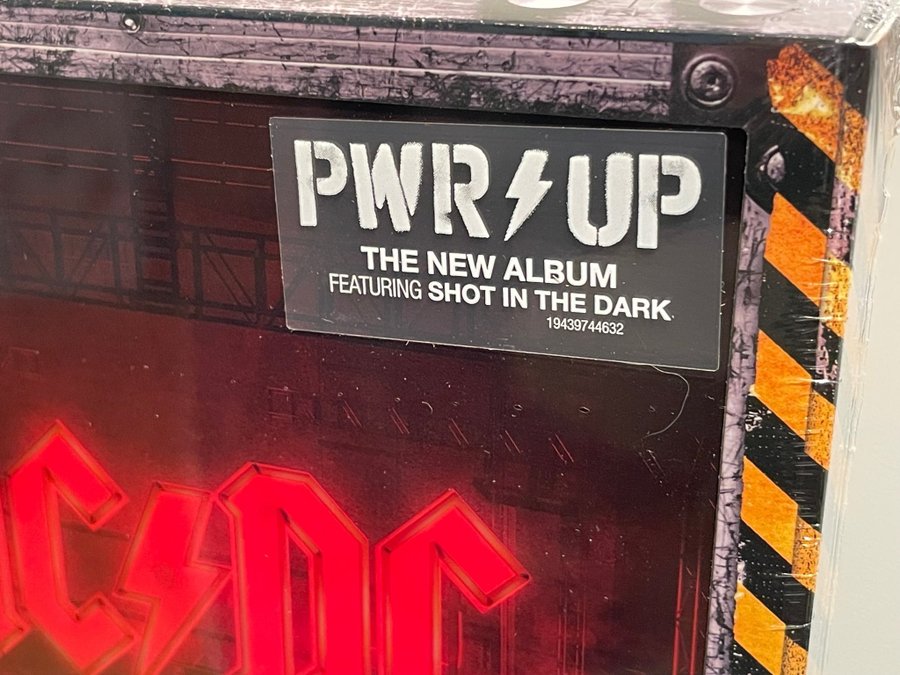 PWR⚡UP
THE NEW ALBUM
FEATURING SHOT IN THE DARK
19439744632
AC⚡DC